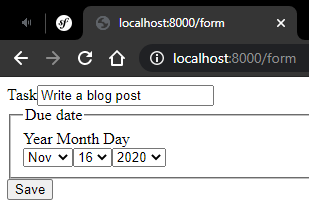 sf
localhost:8000/form
localhost:8000/form
Task Write a blog post
Due date
Year Month Day
Nov 16 2020
Save